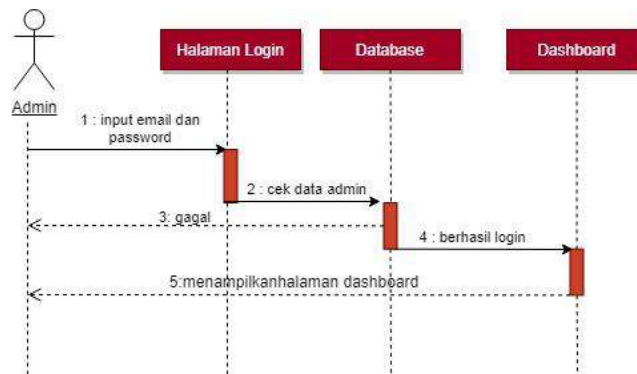 Halaman Login
Database
Dashboard
Admin
1 : input email dan
password
2 : cek data admin
3: gagal
4 : berhasil login
5:menampilkanhalaman dashboard